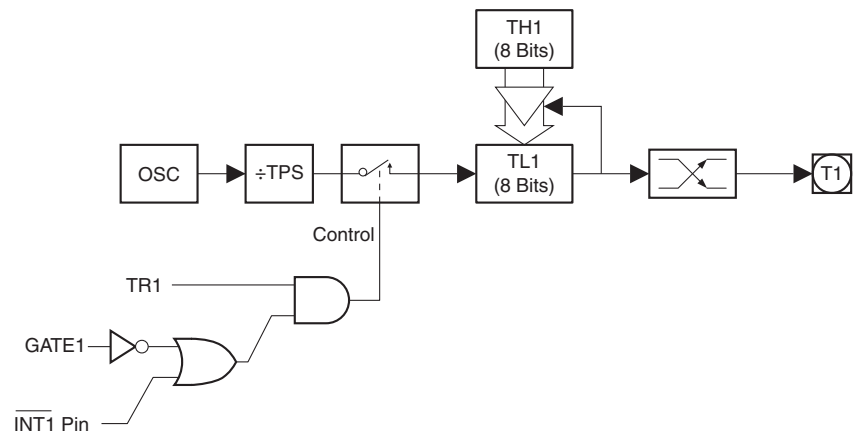 TH1
(8 Bits)
OSC
÷TPS
TL1
(8 Bits)
T1
Control
TR1
GATE1
INT1 Pin